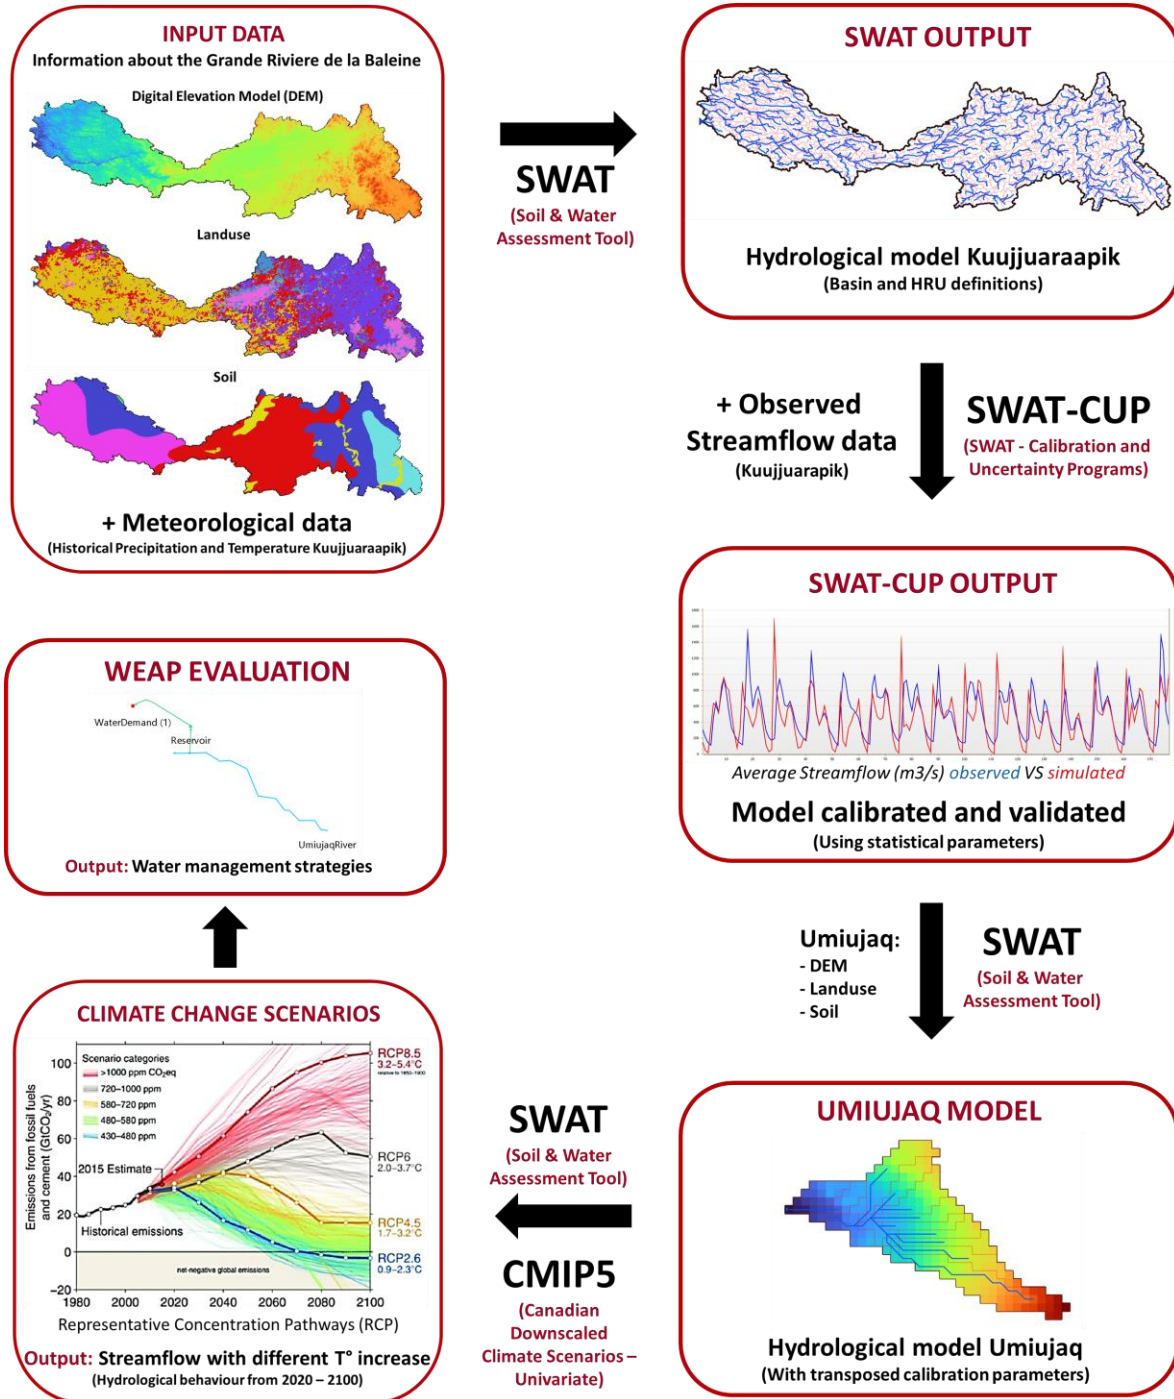 INPUT DATA
Information about the Grande Riviere de la Baleine
Digital Elevation Model (DEM)
Landuse
Soil
+ Meteorological data
(Historical Precipitation and Temperature Kuujjuaraapik)
SWAT
(Soil & Water
Assessment Tool)
SWAT OUTPUT
Hydrological model Kuujjuaraapik
(Basin and HRU definitions)
+ Observed
Streamflow data
(Kuujjuarapik)
SWAT-CUP
(SWAT - Calibration and
Uncertainty Programs)
SWAT-CUP OUTPUT
Average Streamflow (m3/s) observed VS simulated
Model calibrated and validated
(Using statistical parameters)
Umiujaq:
- DEM
- Landuse
- Soil
SWAT
(Soil & Water
Assessment Tool)
UMIUJAQ MODEL
Hydrological model Umiujaq
(With transposed calibration parameters)
SWAT
(Soil & Water
Assessment Tool)
CMIP5
(Canadian
Downscaled
Climate Scenarios –
Univariate)
CLIMATE CHANGE SCENARIOS
Scenario categories
>1000 ppm CO₂eq
720–1000 ppm
580–720 ppm
480–580 ppm
430–480 ppm
2015 Estimate
Historical emissions
net-negative global emissions
Emissions from fossil fuels
and cement (GtCO₂/yr)
100
80
60
40
20
0
−20
1980
2000
2020
2040
2060
2080
2100
RCP8.5
3.2–5.4°C
relative to 1850–1900
RCP6
2.0–3.7°C
RCP4.5
1.7–3.2°C
RCP2.6
0.9–2.3°C
Representative Concentration Pathways (RCP)
Output: Streamflow with different T° increase
(Hydrological behaviour from 2020 – 2100)
WEAP EVALUATION
WaterDemand (1)
Reservoir
UmiujaqRiver
Output: Water management strategies